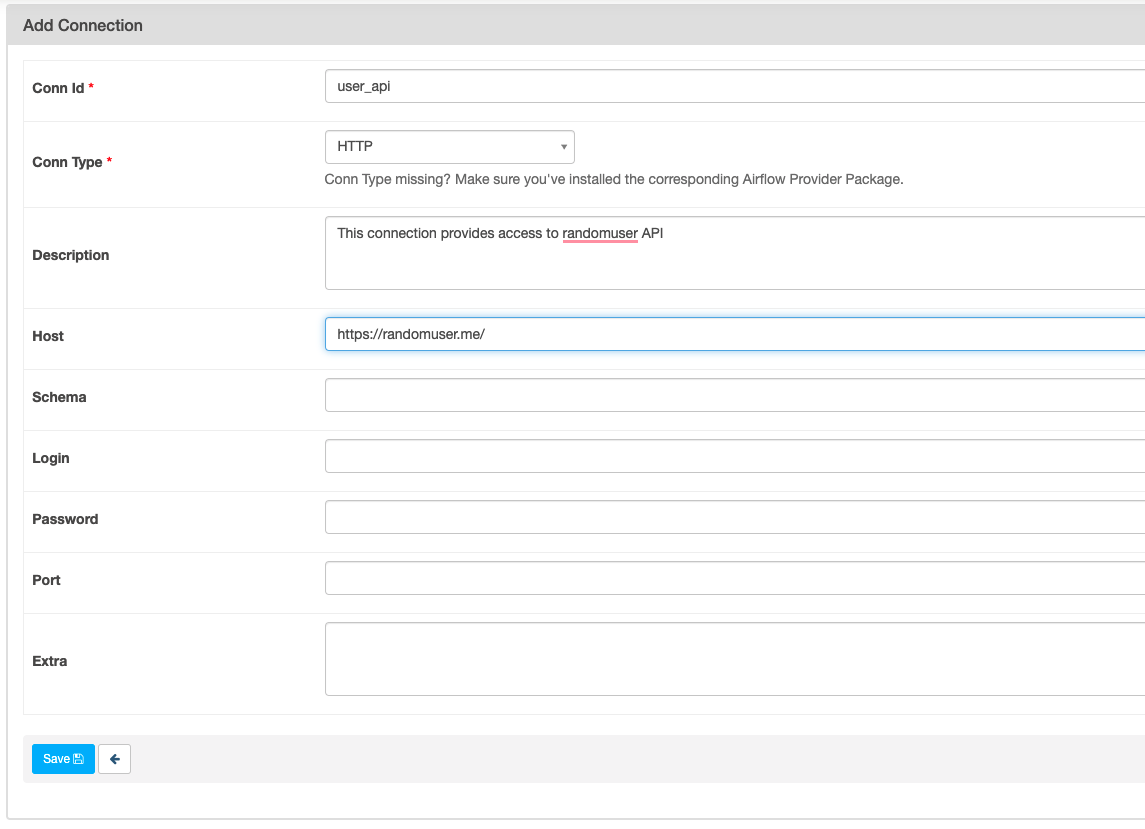 Add Connection
Conn Id *
user_api
Conn Type *
HTTP
Conn Type missing? Make sure you've installed the corresponding Airflow Provider Package.
Description
This connection provides access to randomuser API
Host
https://randomuser.me/
Schema
Login
Password
Port
Extra
Save